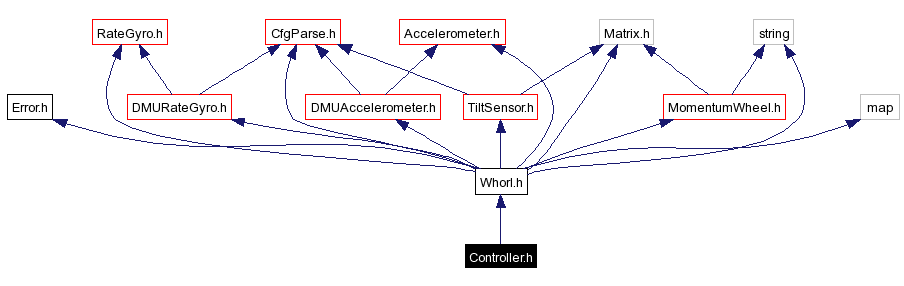 RateGyro.h
CfgParse.h
Accelerometer.h
Matrix.h
string
Error.h
DMURateGyro.h
DMUAccelerometer.h
TiltSensor.h
MomentumWheel.h
map
Whorl.h
Controller.h